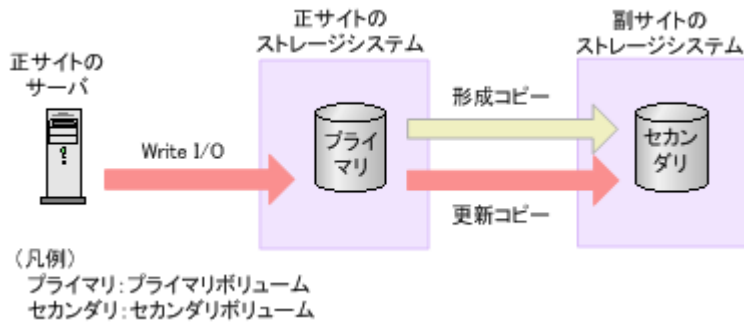 正サイトの
サーバ
正サイトの
ストレージシステム
副サイトの
ストレージシステム
Write I/O
プライ
マリ
形成コピー
更新コピー
セカン
ダリ
（凡例）
プライマリ：プライマリボリューム
セカンダリ：セカンダリボリューム